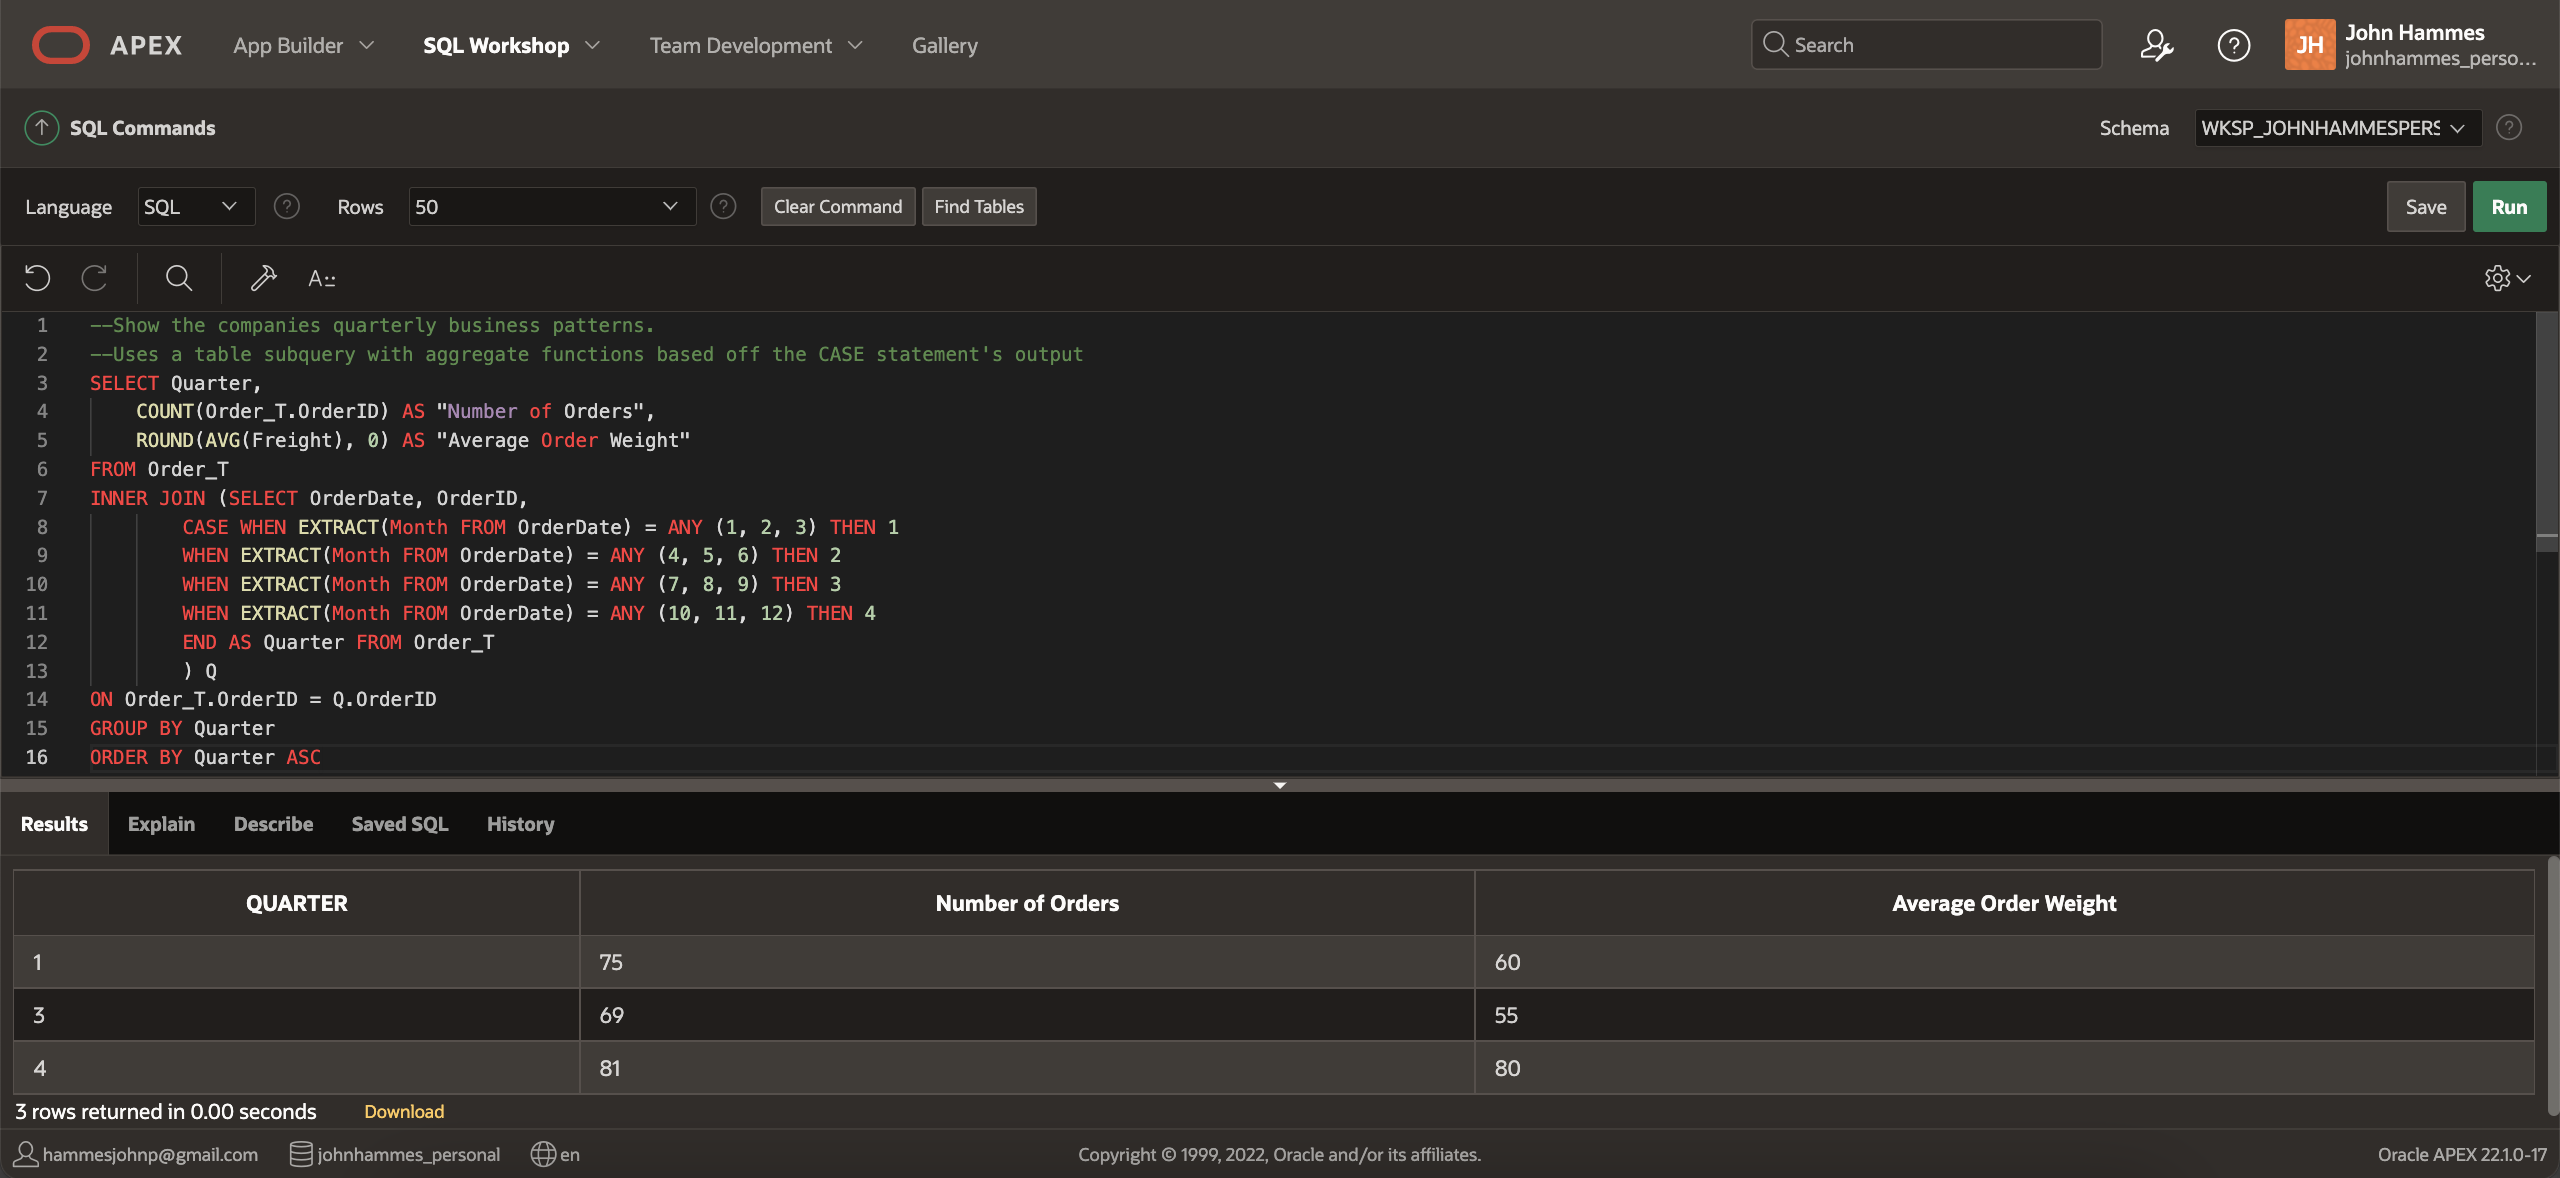 APEX App Builder SQL Workshop Team Development Gallery Search JH John Hammes
johnhammes_perso...
SQL Commands Schema WKSP_JOHNHAMMESPERS
Language SQL Rows 50 Clear Command Find Tables Save Run
A::
1 --Show the companies quarterly business patterns.
2 --Uses a table subquery with aggregate functions based off the CASE statement's output
3 SELECT Quarter,
4 COUNT(Order_T.OrderID) AS "Number of Orders",
5 ROUND(AVG(Freight), 0) AS "Average Order Weight"
6 FROM Order_T
7 INNER JOIN (SELECT OrderDate, OrderID,
8 CASE WHEN EXTRACT(Month FROM OrderDate) = ANY (1, 2, 3) THEN 1
9 WHEN EXTRACT(Month FROM OrderDate) = ANY (4, 5, 6) THEN 2
10 WHEN EXTRACT(Month FROM OrderDate) = ANY (7, 8, 9) THEN 3
11 WHEN EXTRACT(Month FROM OrderDate) = ANY (10, 11, 12) THEN 4
12 END AS Quarter FROM Order_T
13 ) Q
14 ON Order_T.OrderID = Q.OrderID
15 GROUP BY Quarter
16 ORDER BY Quarter ASC
Results Explain Describe Saved SQL History
QUARTER Number of Orders Average Order Weight
1 75 60
3 69 55
4 81 80
3 rows returned in 0.00 seconds Download
hammesjohnp@gmail.com johnhammes_personal en Copyright © 1999, 2022, Oracle and/or its affiliates. Oracle APEX 22.1.0-17